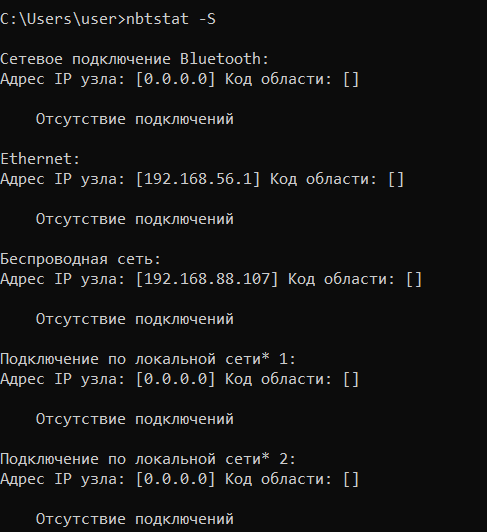 C:\Users\user>nbtstat -S
Сетевое подключение Bluetooth:
Адрес IP узла: [0.0.0.0] Код области: []
Отсутствие подключений
Ethernet:
Адрес IP узла: [192.168.56.1] Код области: []
Отсутствие подключений
Беспроводная сеть:
Адрес IP узла: [192.168.88.107] Код области: []
Отсутствие подключений
Подключение по локальной сети* 1:
Адрес IP узла: [0.0.0.0] Код области: []
Отсутствие подключений
Подключение по локальной сети* 2:
Адрес IP узла: [0.0.0.0] Код области: []
Отсутствие подключений